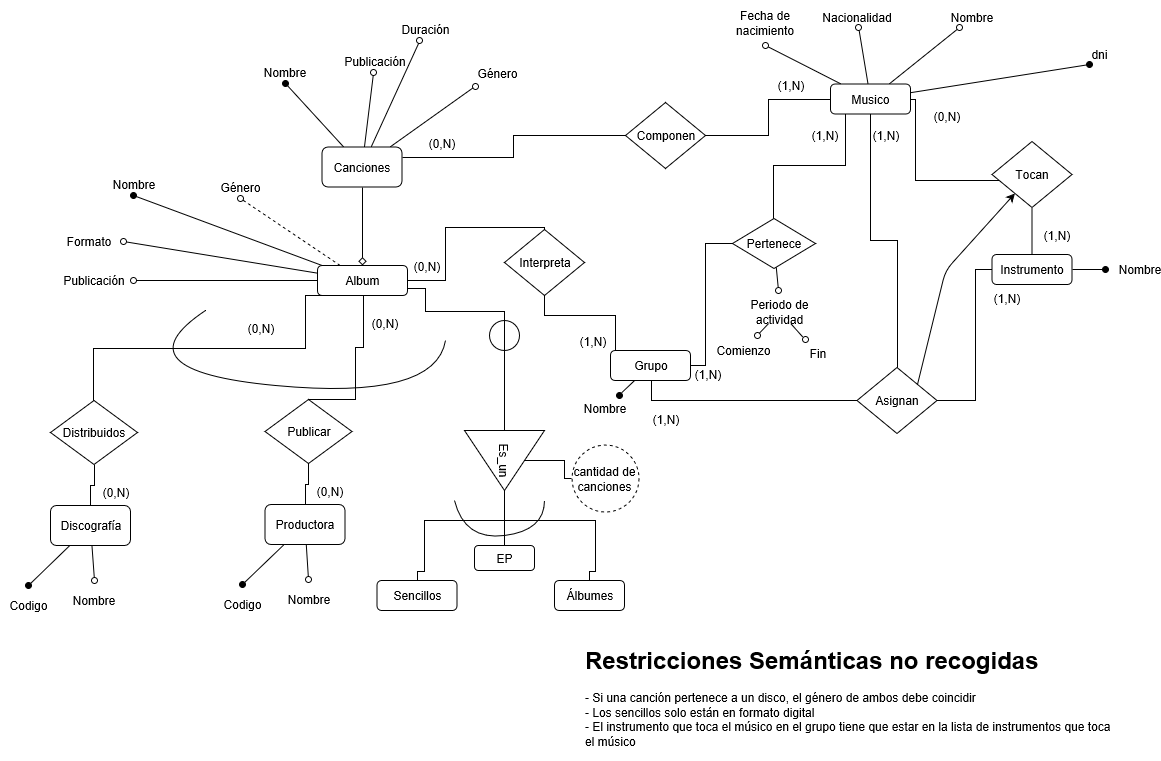 Fecha de
nacimiento
Nacionalidad
Nombre
dni
Duración
Publicación
Género
Nombre
(1,N)
Musico
(0,N)
(1,N)
(1,N)
Componen
(0,N)
Canciones
Tocan
Nombre
Género
Formato
Publicación
Album
(0,N)
Interpreta
Pertenece
(1,N)
Instrumento
Nombre
(1,N)
Periodo de
actividad
Comienzo
Fin
(0,N)
(0,N)
(1,N)
Grupo
(1,N)
Nombre
(1,N)
Asignan
Distribuidos
Publicar
Es_un
cantidad de
canciones
(0,N)
(0,N)
Discografía
Productora
EP
Sencillos
Álbumes
Codigo
Nombre
Codigo
Nombre
Restricciones Semánticas no recogidas
- Si una canción pertenece a un disco, el género de ambos debe coincidir
- Los sencillos solo están en formato digital
- El instrumento que toca el músico en el grupo tiene que estar en la lista de instrumentos que toca
el músico